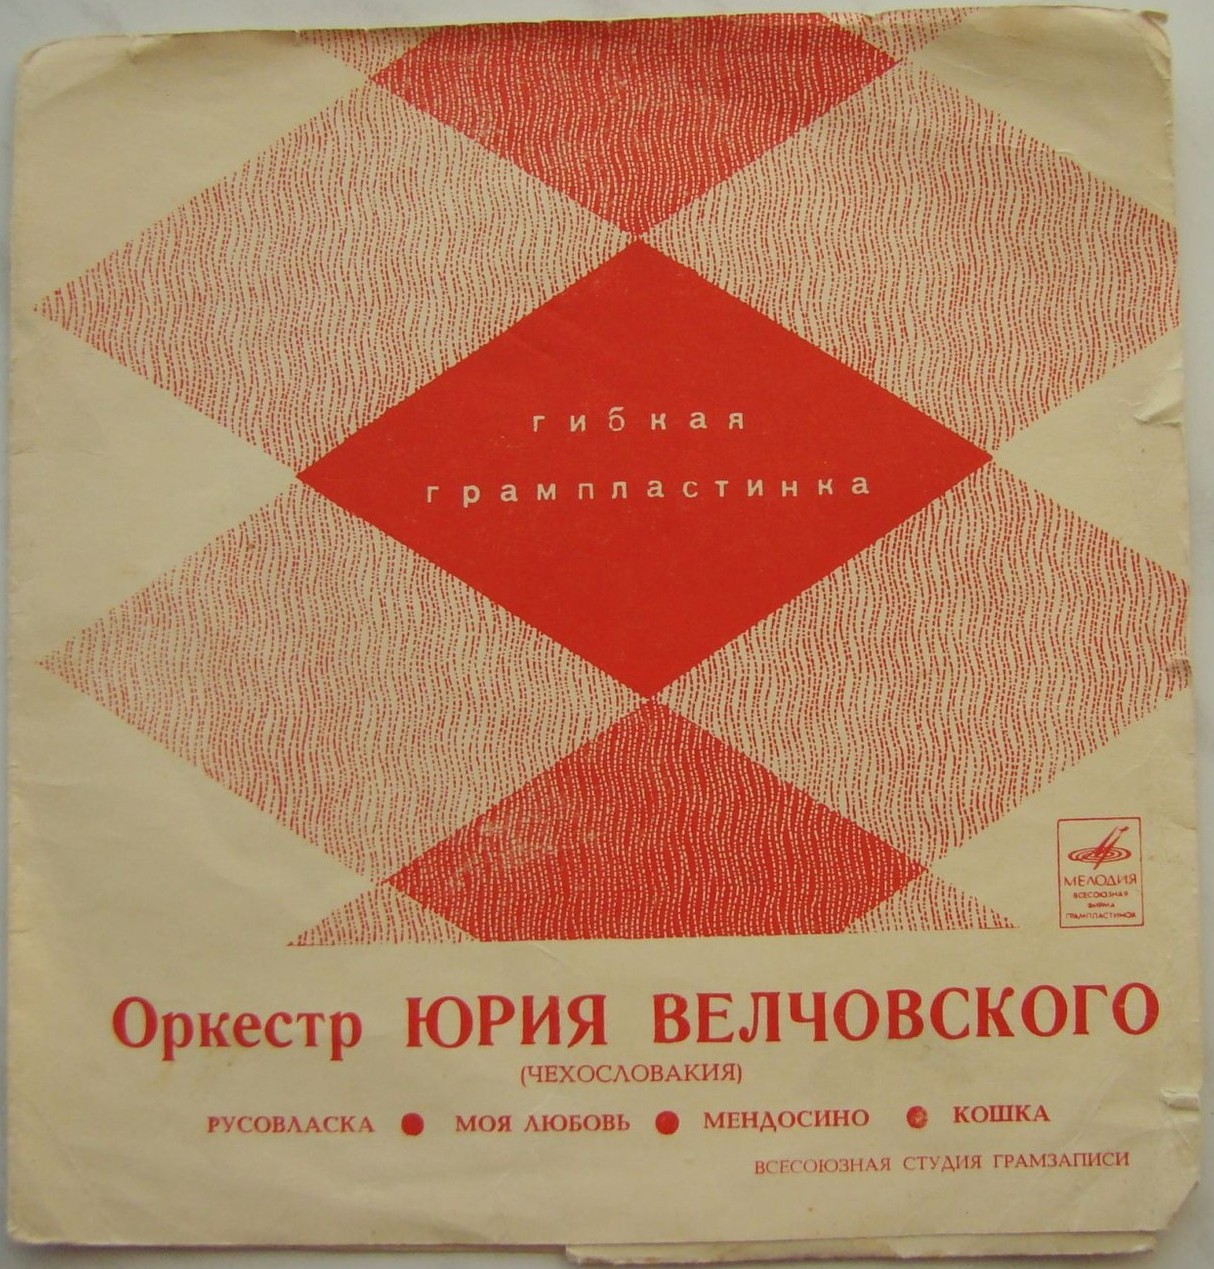 гибкая
грампластинка
МЕЛОДИЯ
ВСЕСОЮЗНАЯ
ФИРМА
ГРАМПЛАСТИНОК
Оркестр ЮРИЯ ВЕЛЧОВСКОГО
(ЧЕХОСЛОВАКИЯ)
РУСОВЛАСКА ● МОЯ ЛЮБОВЬ ● МЕНДОСИНО ● КОШКА
ВСЕСОЮЗНАЯ СТУДИЯ ГРАМЗАПИСИ